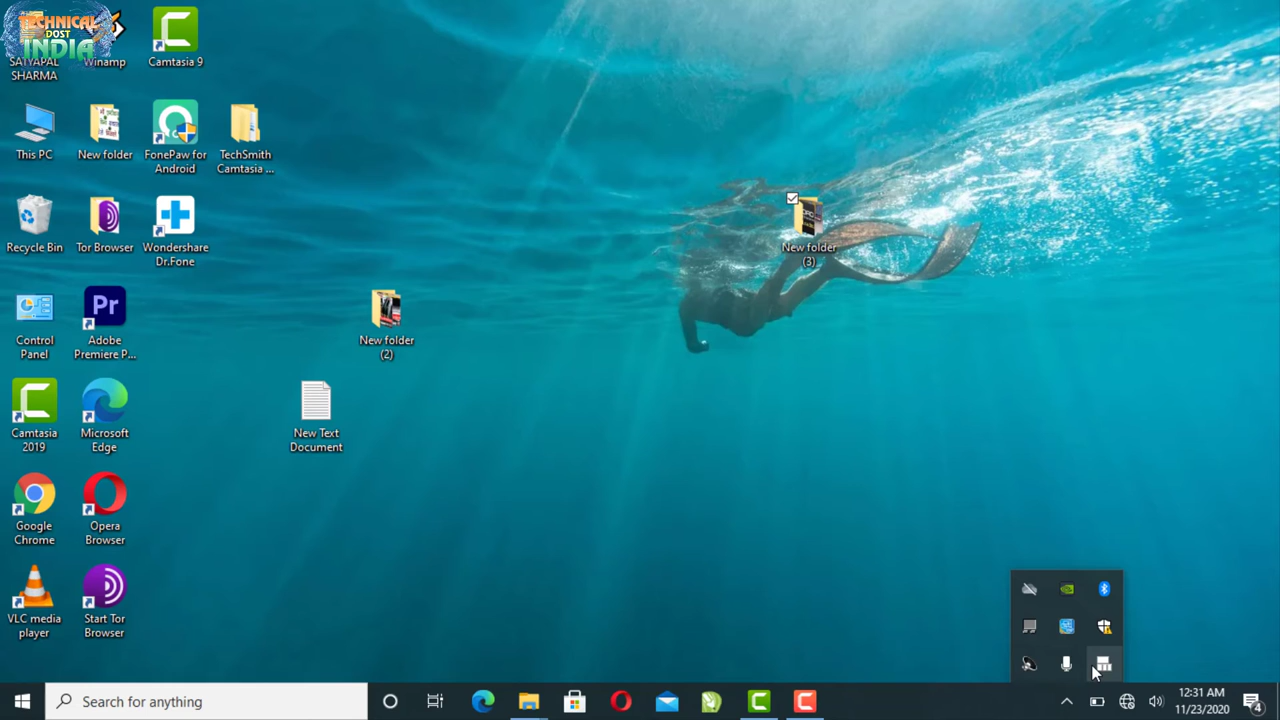 TECHNICAL
DOST
INDIA
SATYAPAL
SHARMA
Winamp
Camtasia 9
This PC
New folder
FonePaw for
Android
TechSmith
Camtasia ...
Recycle Bin
Tor Browser
Wondershare
Dr.Fone
New folder
(3)
Control
Panel
Pr
Adobe
Premiere P...
New folder
(2)
Camtasia
2019
Microsoft
Edge
New Text
Document
Google
Chrome
Opera
Browser
VLC media
player
Start Tor
Browser
Search for anything
12:31 AM
11/23/2020
4